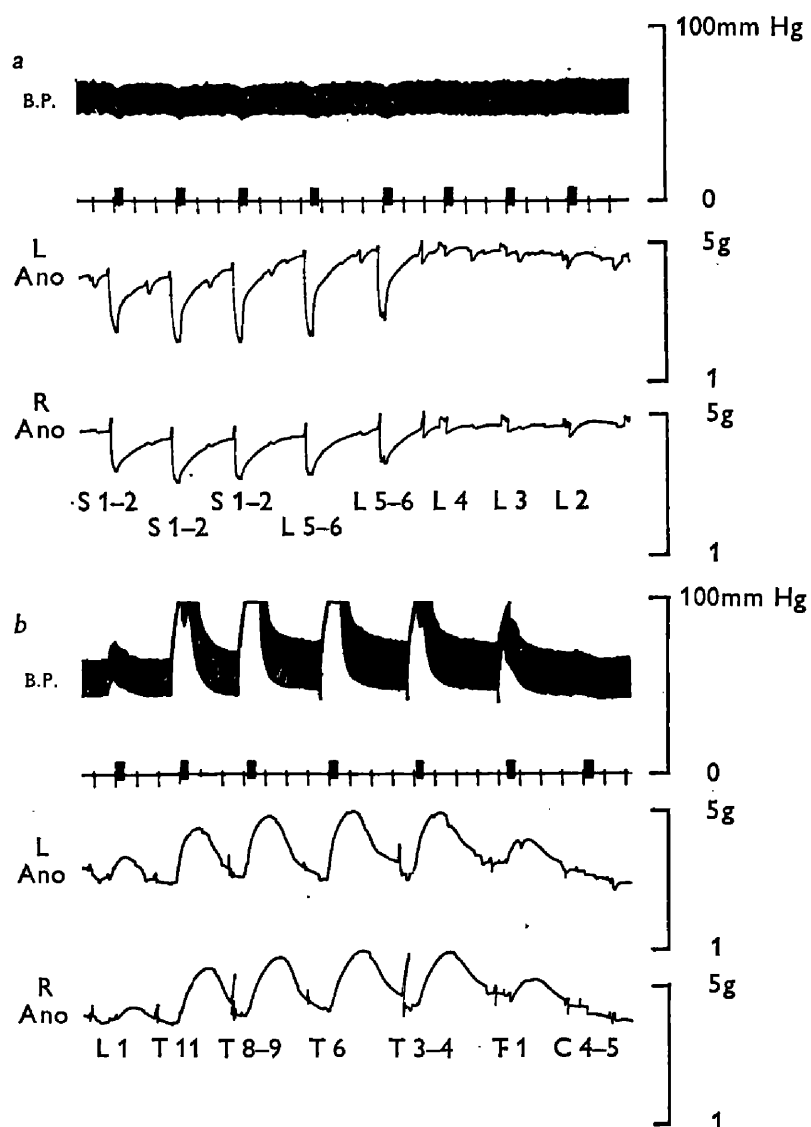 100mm Hg
a
B.P.
0
L
Ano
5g
1
R
Ano
5g
S 1–2 S 1–2 L 5–6 L 4 L 3 L 2
S 1–2 L 5–6
1
100mm Hg
b
B.P.
0
L
Ano
5g
1
R
Ano
5g
L 1 T 11 T 8–9 T 6 T 3–4 T 1 C 4–5
1